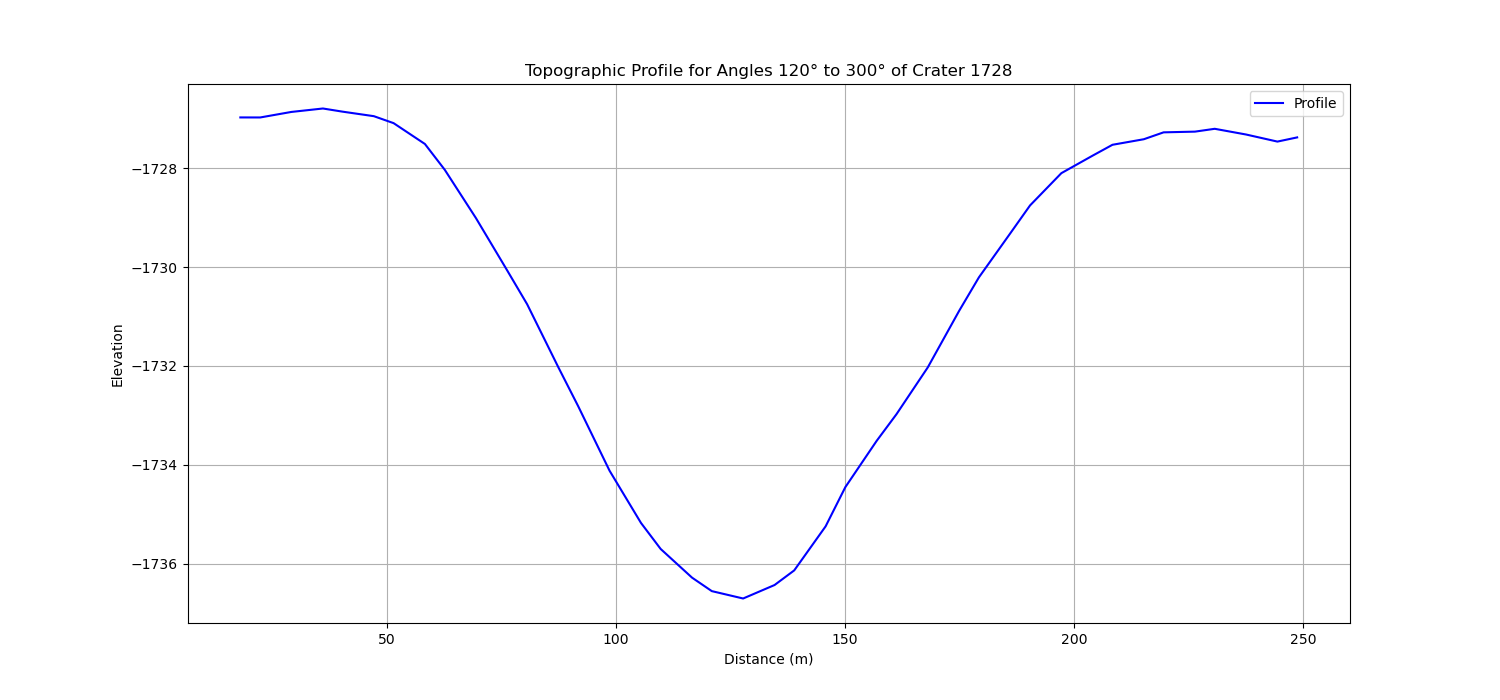 Topographic Profile for Angles 120° to 300° of Crater 1728
Profile
−1728
−1730
−1732
−1734
−1736
Elevation
50
100
150
200
250
Distance (m)